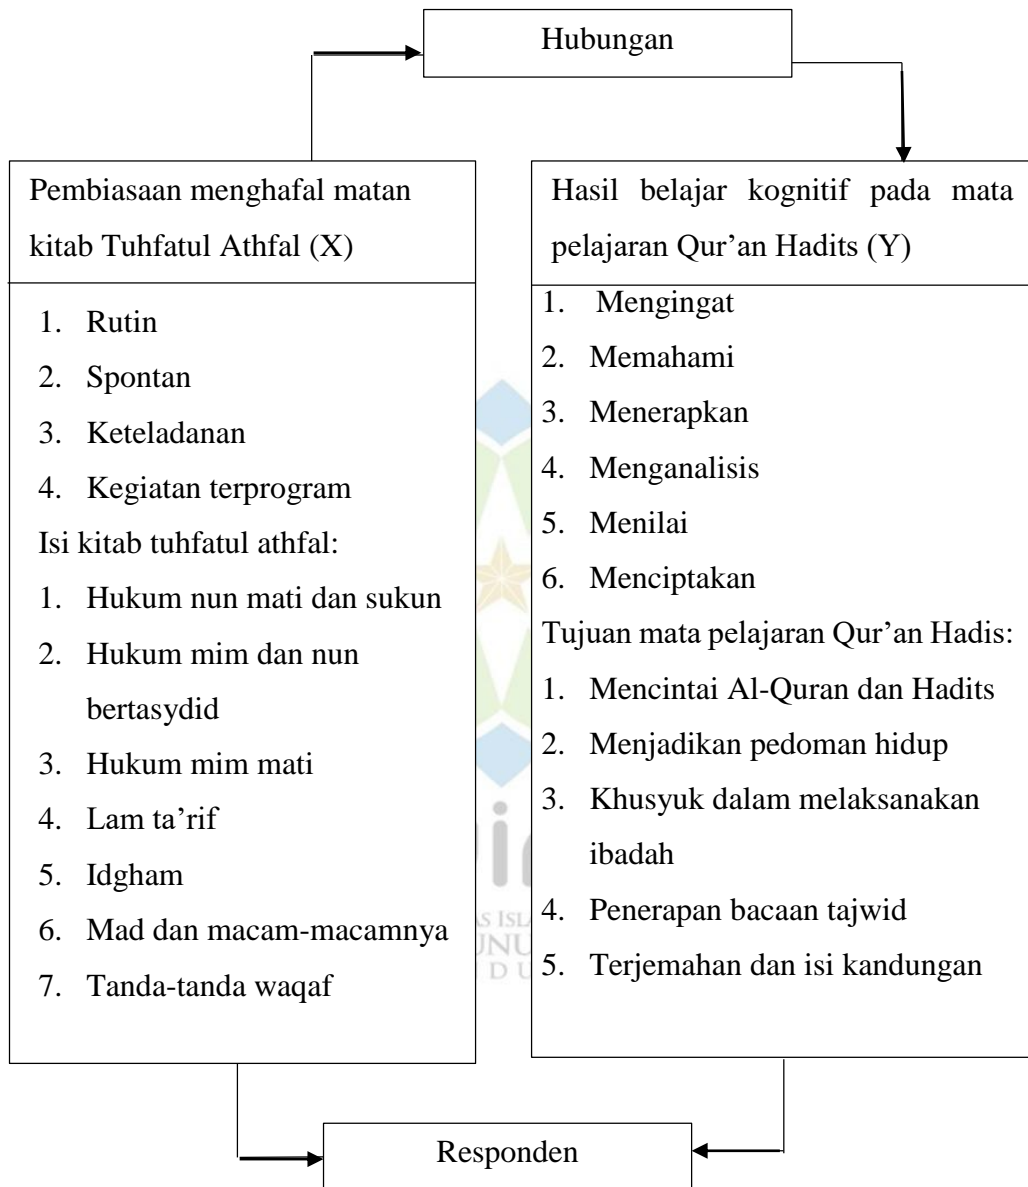 Hubungan
Pembiasaan menghafal matan
kitab Tuhfatul Athfal (X)
1. Rutin
2. Spontan
3. Keteladanan
4. Kegiatan terprogram
Isi kitab tuhfatul athfal:
1. Hukum nun mati dan sukun
2. Hukum mim dan nun
bertasydid
3. Hukum mim mati
4. Lam ta’rif
5. Idgham
6. Mad dan macam-macamnya
7. Tanda-tanda waqaf
Hasil belajar kognitif pada mata
pelajaran Qur’an Hadits (Y)
1. Mengingat
2. Memahami
3. Menerapkan
4. Menganalisis
5. Menilai
6. Menciptakan
Tujuan mata pelajaran Qur’an Hadis:
1. Mencintai Al-Quran dan Hadits
2. Menjadikan pedoman hidup
3. Khusyuk dalam melaksanakan
ibadah
4. Penerapan bacaan tajwid
5. Terjemahan dan isi kandungan
Responden